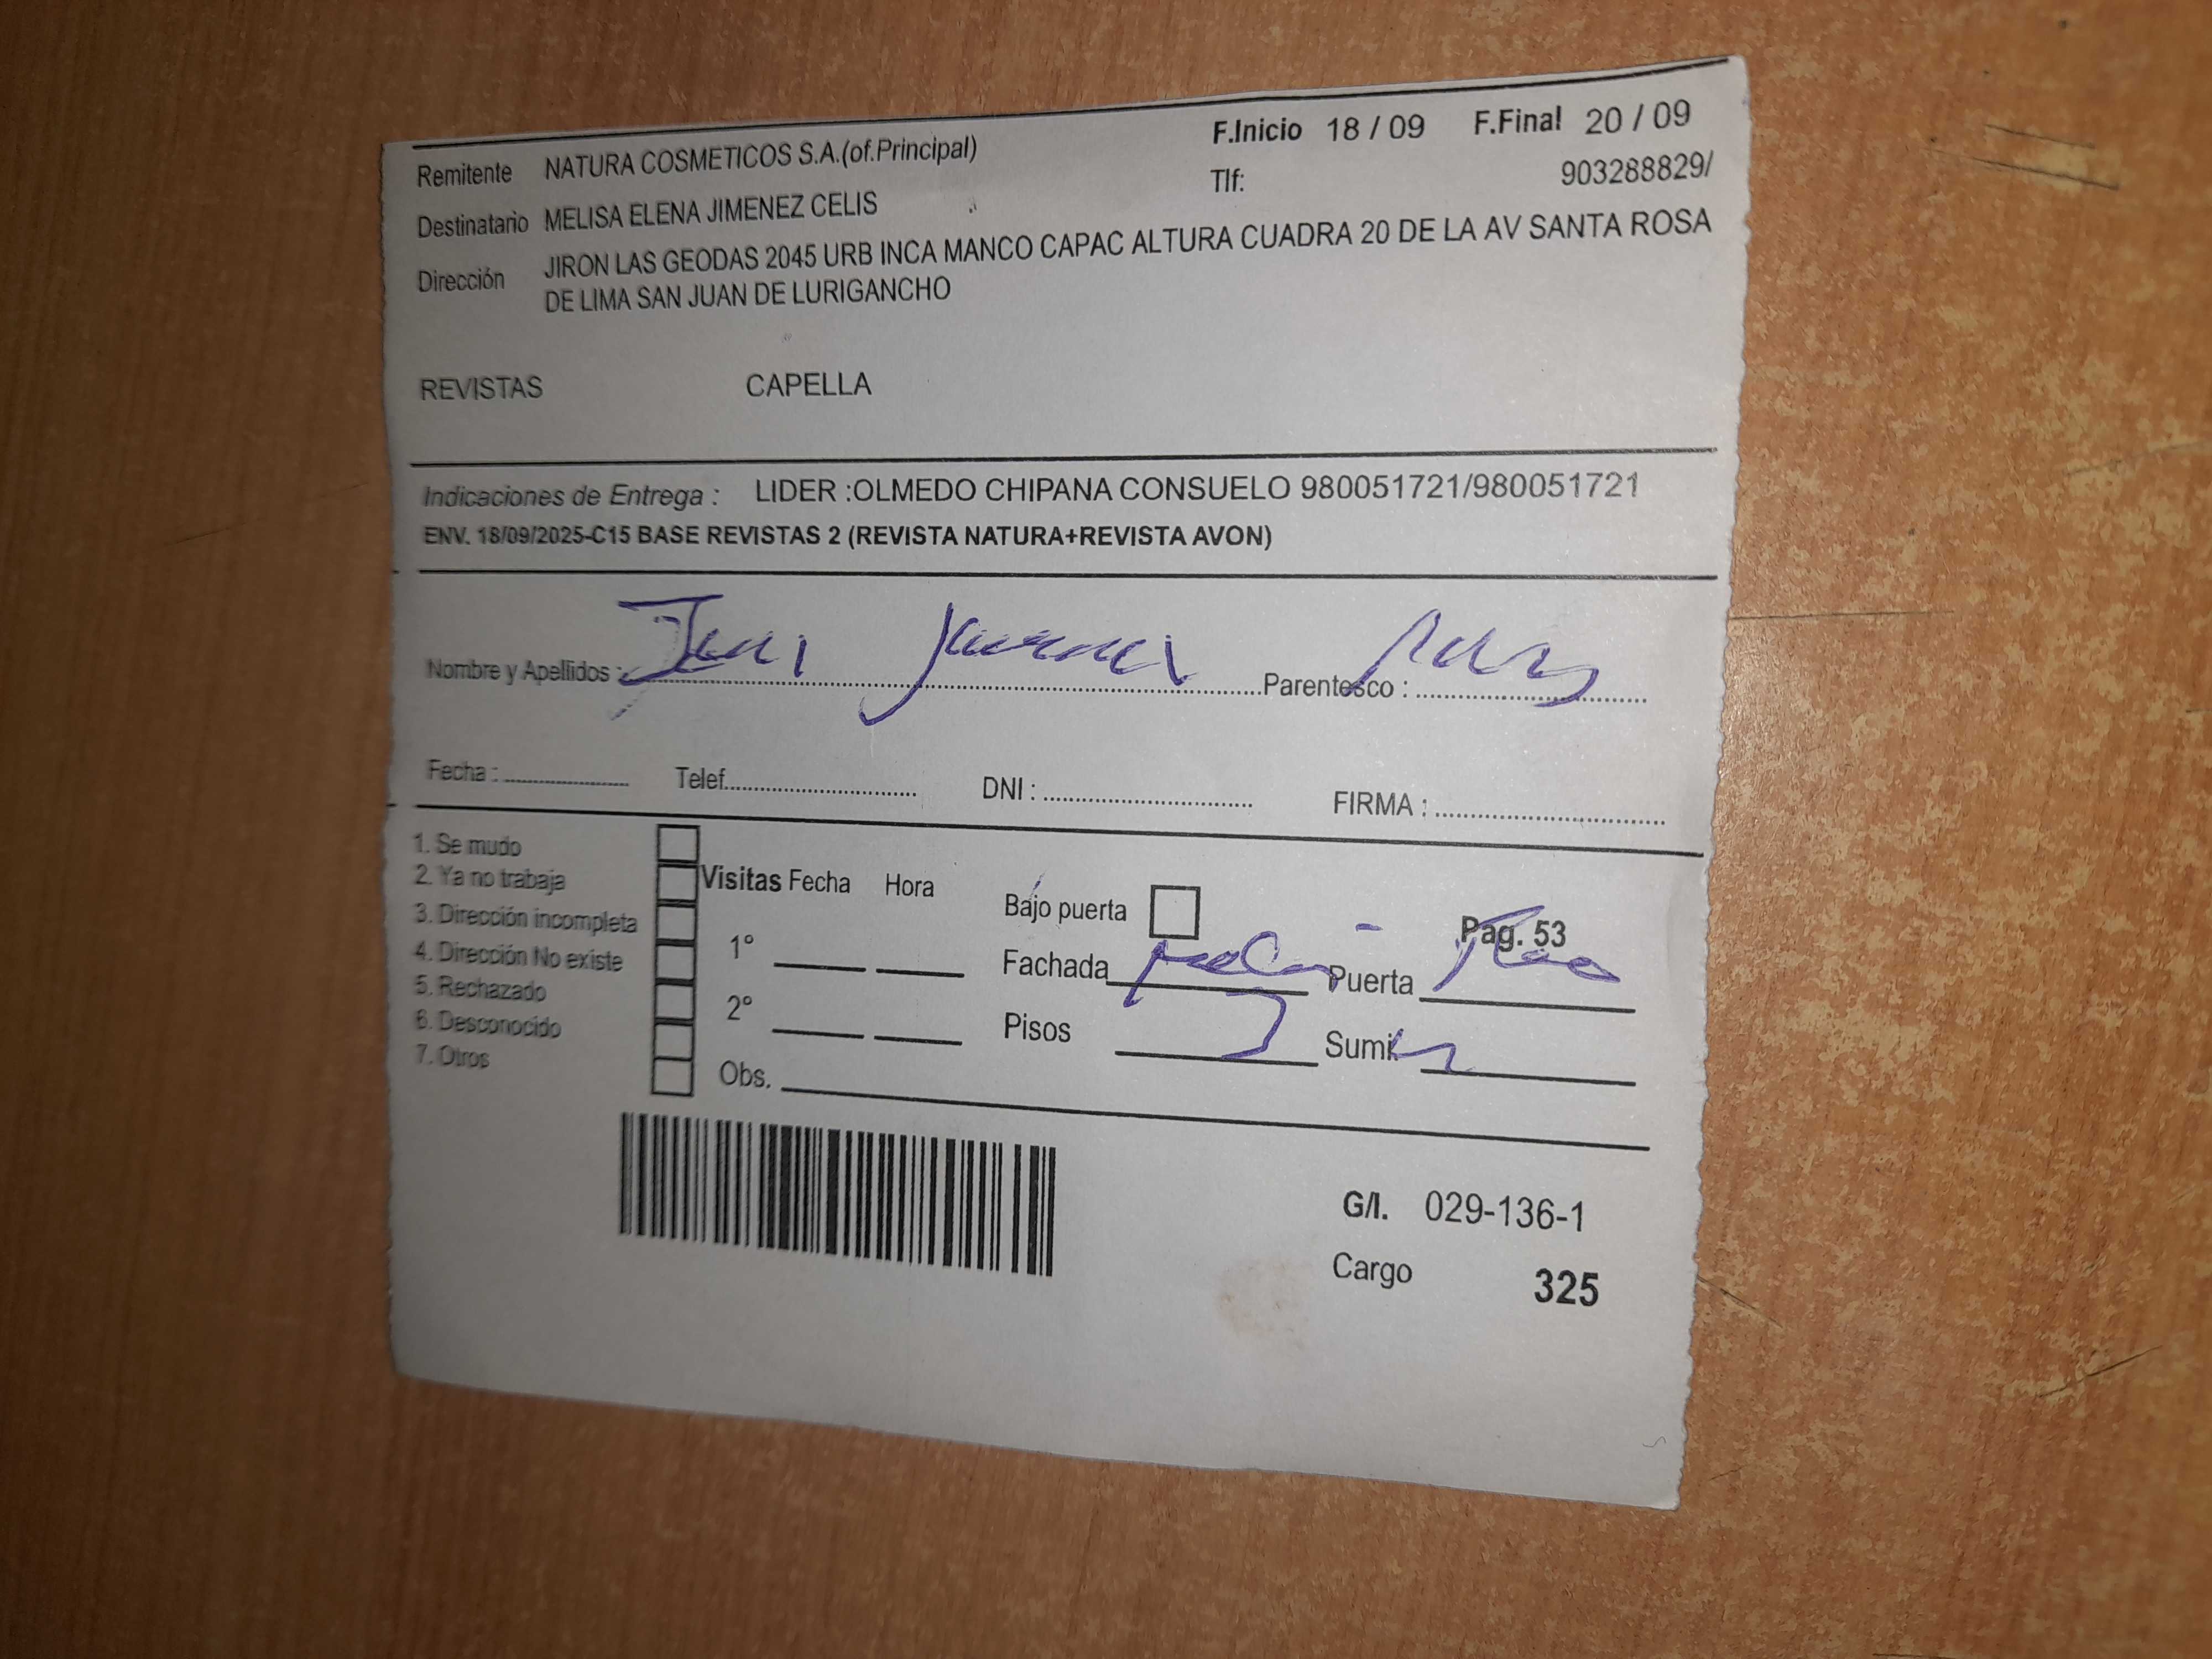 F.Inicio 18 / 09 F.Final 20 / 09
Remitente NATURA COSMETICOS S.A.(of.Principal)
Tlf: 903288829/
Destinatario MELISA ELENA JIMENEZ CELIS
Dirección JIRON LAS GEODAS 2045 URB INCA MANCO CAPAC ALTURA CUADRA 20 DE LA AV SANTA ROSA
DE LIMA SAN JUAN DE LURIGANCHO
REVISTAS CAPELLA
Indicaciones de Entrega : LIDER :OLMEDO CHIPANA CONSUELO 980051721/980051721
ENV. 18/09/2025-C15 BASE REVISTAS 2 (REVISTA NATURA+REVISTA AVON)
Nombre y Apellidos : Parentesco :
Fecha : Telef. DNI : FIRMA :
1. Se mudo
2. Ya no trabaja
3. Dirección incompleta
4. Dirección No existe
5. Rechazado
6. Desconocido
7. Otros
Visitas Fecha Hora
1°
2°
Obs.
Bajo puerta
Pag. 53
Fachada Puerta
Pisos Sumi
G/I. 029-136-1
Cargo 325